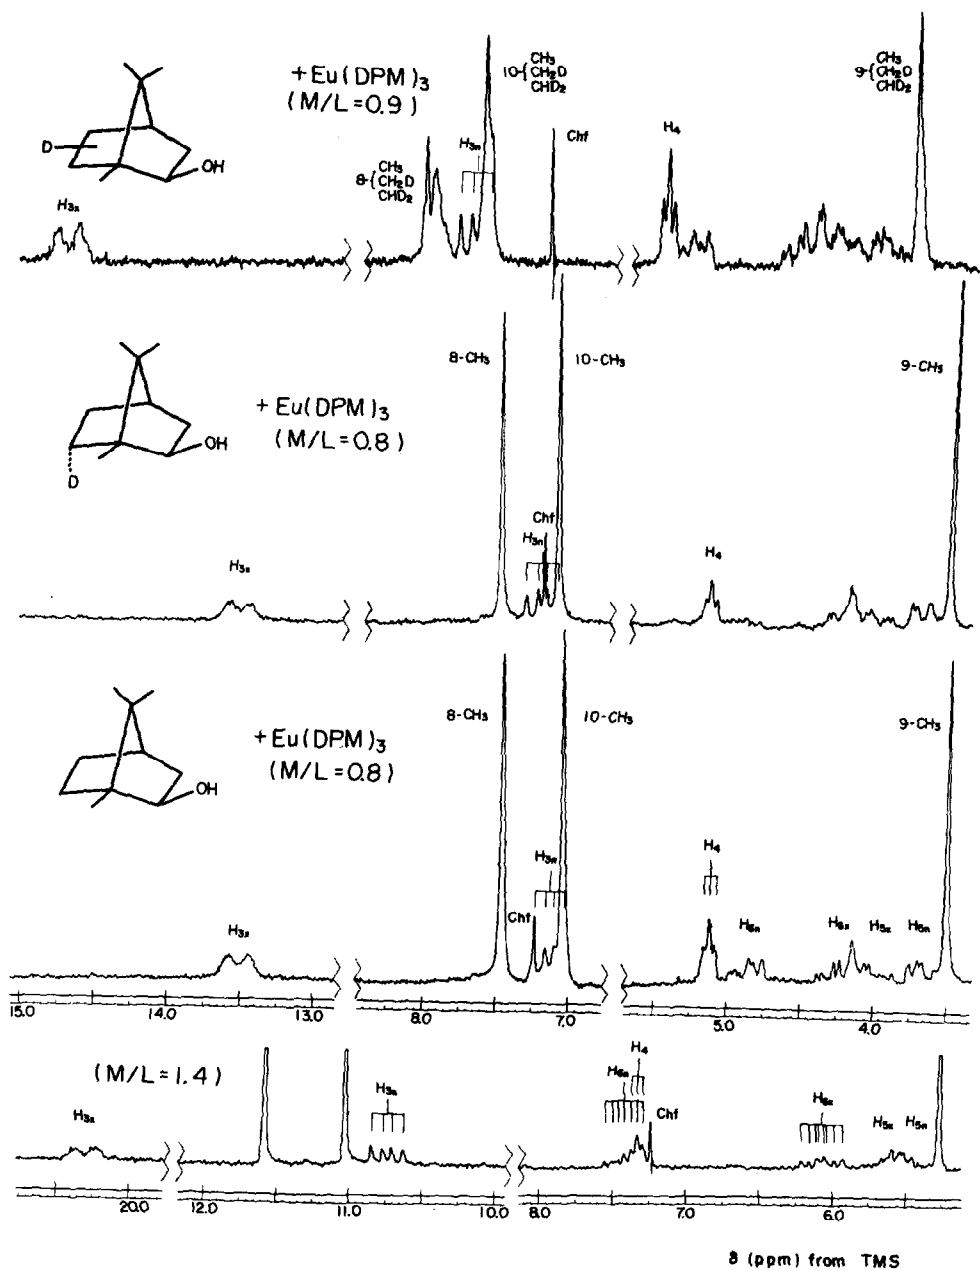 + Eu(DPM)₃
(M/L=0.9)
D
OH
H₃ₓ
8-{CH₃
CH₂D
CHD₂
H₃ₙ
10-{CH₃
CH₂D
CHD₂
Chf
H₄
9-{CH₃
CH₂D
CHD₂
+ Eu(DPM)₃
(M/L=0.8)
OH
D
H₃ₓ
8-CH₃
Chf
H₃ₙ
10-CH₃
H₄
9-CH₃
+ Eu(DPM)₃
(M/L=0.8)
OH
H₃ₓ
8-CH₃
Chf
H₃ₙ
10-CH₃
H₄
H₆ₙ
H₆ₓ
H₅ₓ
H₅ₙ
9-CH₃
15.0 14.0 13.0 8.0 7.0 5.0 4.0
(M/L=1.4)
H₃ₓ
H₃ₙ
H₆ₙ
H₄
Chf
H₆ₓ
H₅ₓ
H₅ₙ
20.0 12.0 11.0 10.0 8.0 7.0 6.0
δ (ppm) from TMS